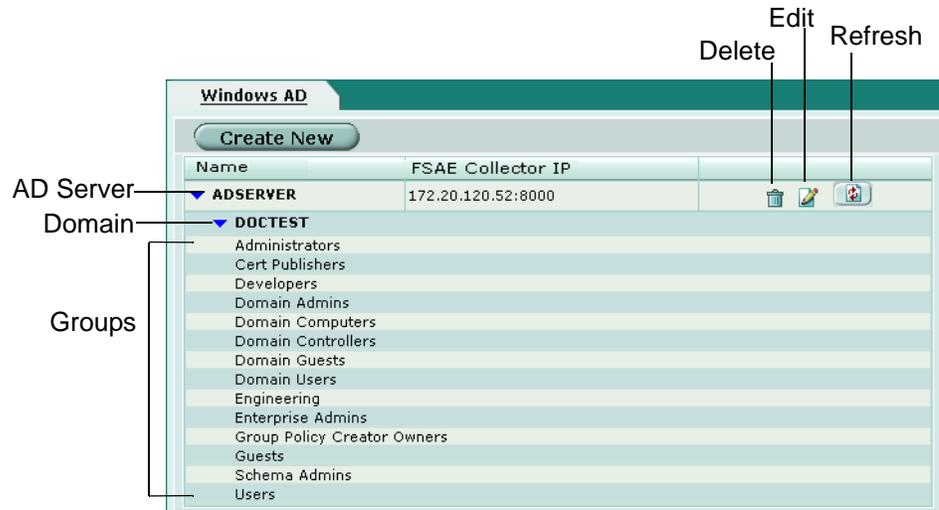 Edit
Delete
Refresh
Windows AD
Create New
Name FSAE Collector IP
AD Server ADSERVER 172.20.120.52:8000
Domain DOCTEST
Groups
Administrators
Cert Publishers
Developers
Domain Admins
Domain Computers
Domain Controllers
Domain Guests
Domain Users
Engineering
Enterprise Admins
Group Policy Creator Owners
Guests
Schema Admins
Users